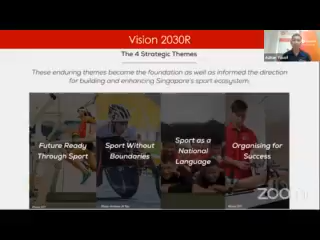 Vision 2030R
The 4 Strategic Themes
These enduring themes become the foundation as well as informed the direction
for building and enhancing Singapore's sport ecosystem.
Future Ready
Through Sport
Sport Without
Boundaries
Sport as a
National
Language
Organising for
Success
zoom